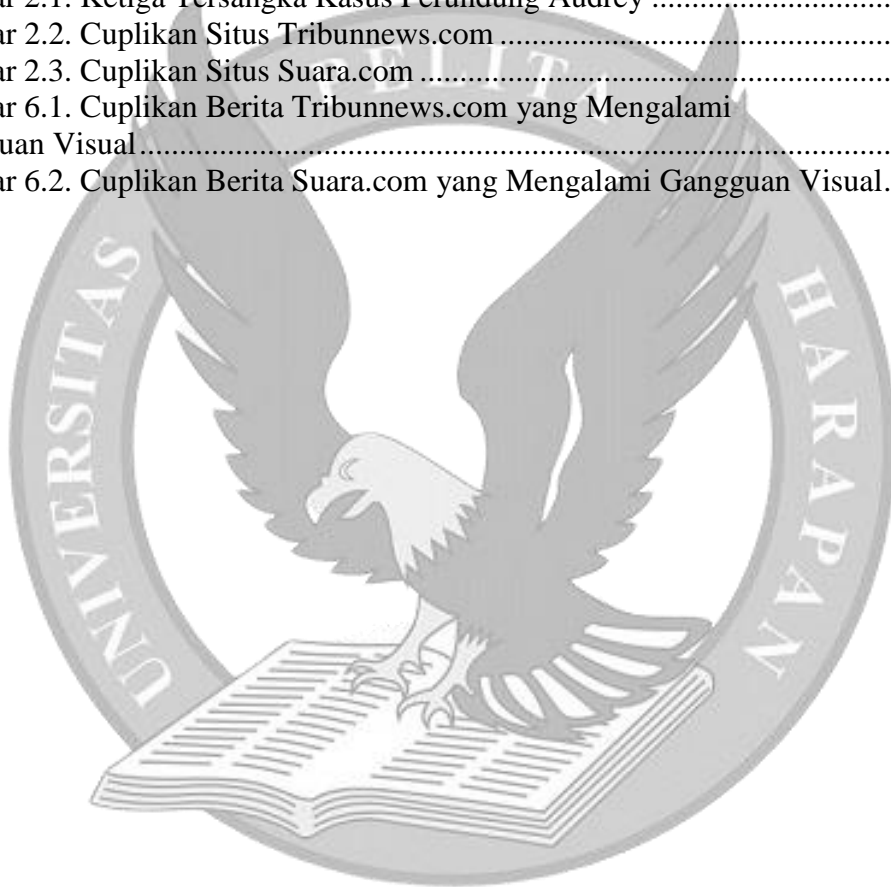 ar 2.1. Ketiga Tersangka Kasus Perundung Audrey ................................
ar 2.2. Cuplikan Situs Tribunnews.com ..................................................
ar 2.3. Cuplikan Situs Suara.com ............................................................
ar 6.1. Cuplikan Berita Tribunnews.com yang Mengalami
uan Visual..............................................................................................
ar 6.2. Cuplikan Berita Suara.com yang Mengalami Gangguan Visual.
UNIVERSITAS PELITA HARAPAN